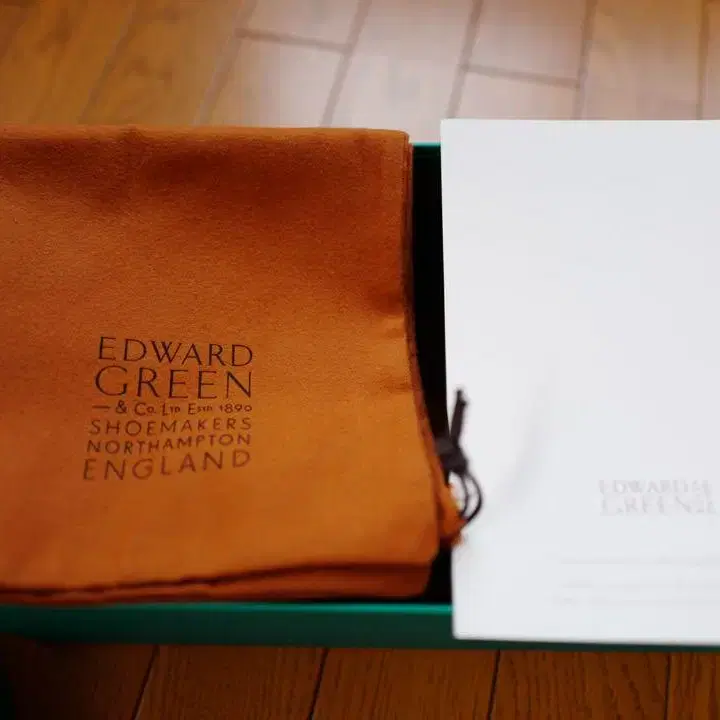 EDWARD
GREEN
— & Co. LTD ESTD 1890
SHOEMAKERS
NORTHAMPTON
ENGLAND
EDWARD
GREEN